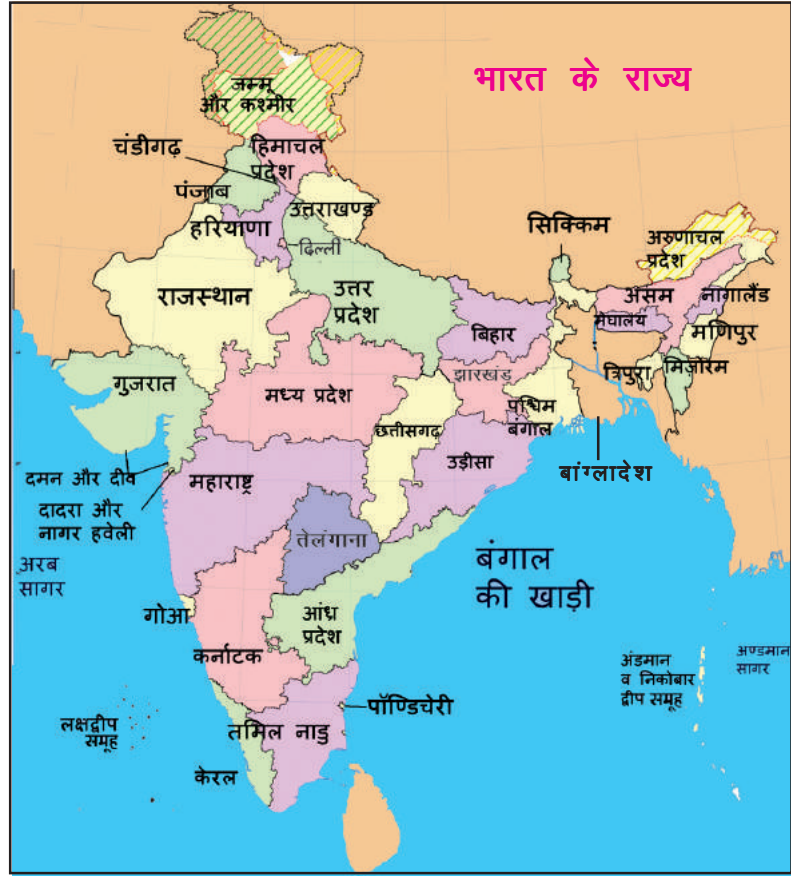 भारत के राज्य
जम्मू
और कश्मीर
चंडीगढ़
हिमाचल
प्रदेश
पंजाब
उत्तराखण्ड
हरियाणा
दिल्ली
सिक्किम
अरुणाचल
प्रदेश
राजस्थान
उत्तर
प्रदेश
असम
नागालैंड
मेघालय
बिहार
मणिपुर
गुजरात
मध्य प्रदेश
झारखंड
त्रिपुरा
मिज़ोरम
पश्चिम
बंगाल
छत्तीसगढ़
उड़ीसा
बांग्लादेश
दमन और दीव
महाराष्ट्र
दादरा और
नागर हवेली
तेलंगाना
अरब
सागर
बंगाल
की खाड़ी
गोआ
आंध्र
प्रदेश
कर्नाटक
अंडमान
व निकोबार
द्वीप समूह
अण्डमान
सागर
पॉण्डिचेरी
लक्षद्वीप
समूह
तमिल नाडु
केरल